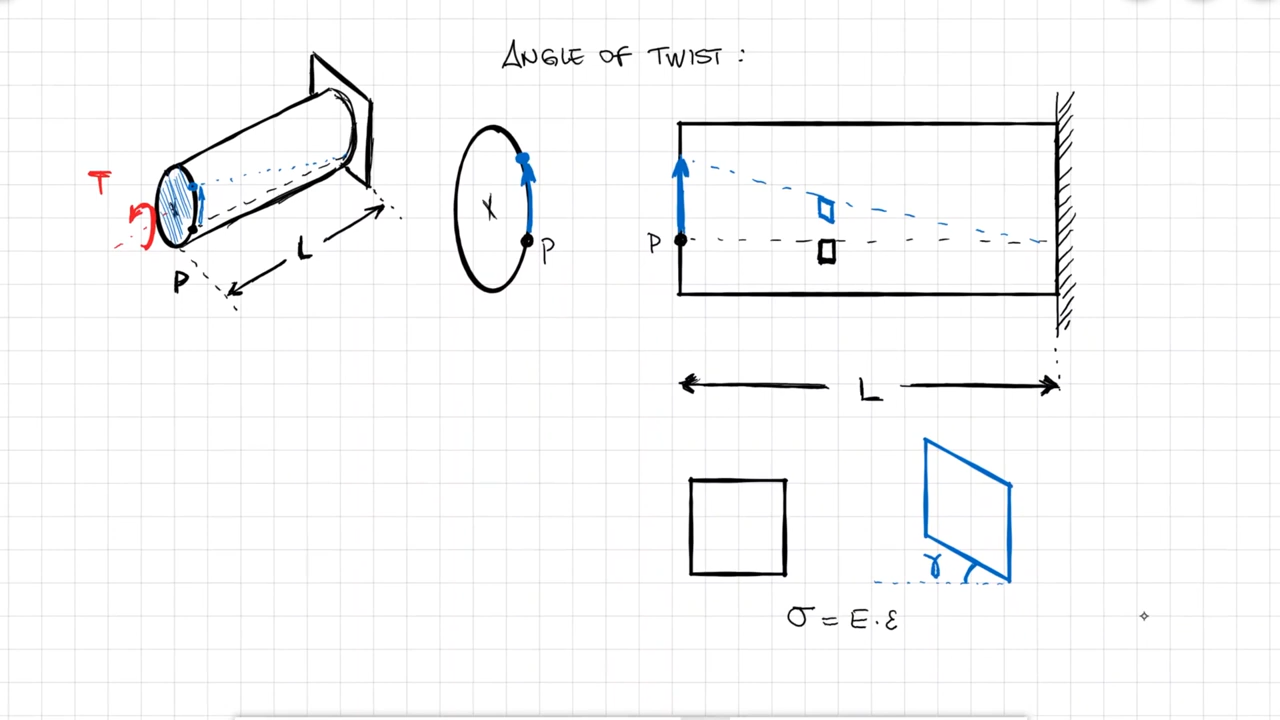 ANGLE OF TWIST :
T
L
P
P
P
L
γ
σ = E · ε